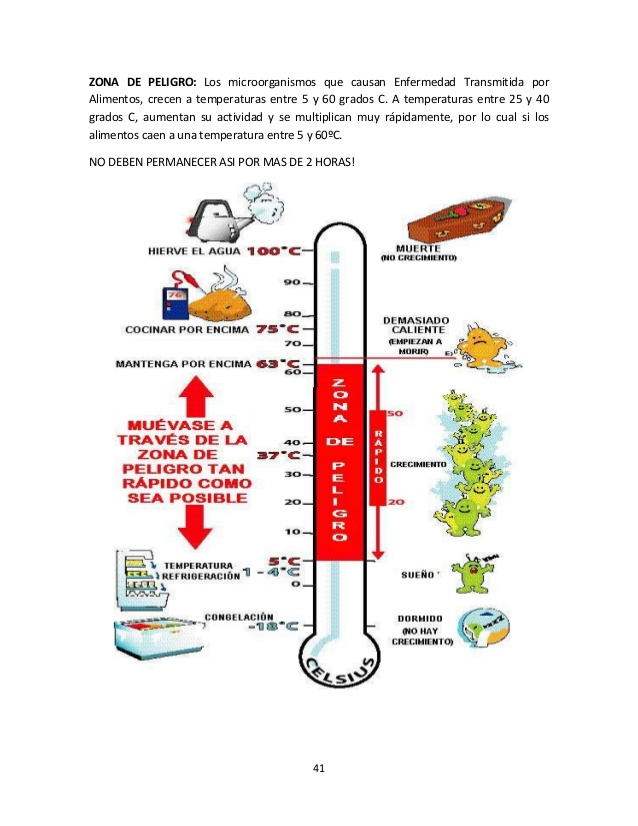 ZONA DE PELIGRO: Los microorganismos que causan Enfermedad Transmitida por
Alimentos, crecen a temperaturas entre 5 y 60 grados C. A temperaturas entre 25 y 40
grados C, aumentan su actividad y se multiplican muy rápidamente, por lo cual si los
alimentos caen a una temperatura entre 5 y 60ºC.
NO DEBEN PERMANECER ASI POR MAS DE 2 HORAS!
HIERVE EL AGUA 100°C
MUERTE
(NO CRECIMIENTO)
90
76
80
COCINAR POR ENCIMA 75°C
DEMASIADO
CALIENTE
(EMPIEZAN A
MORIR)
70
MANTENGA POR ENCIMA 63°C
60
ZONA DE PELIGRO
50
50
MUÉVASE A
TRAVÉS DE LA
ZONA DE
PELIGRO TAN
RÁPIDO COMO
SEA POSIBLE
40
37°C
RAPIDO
CRECIMIENTO
30
20
20
10
5°C
TEMPERATURA
REFRIGERACIÓN 1 - 4°C
SUEÑO
0
CONGELACIÓN
-18°C
DORMIDO
(NO HAY
CRECIMIENTO)
CELSIUS
41